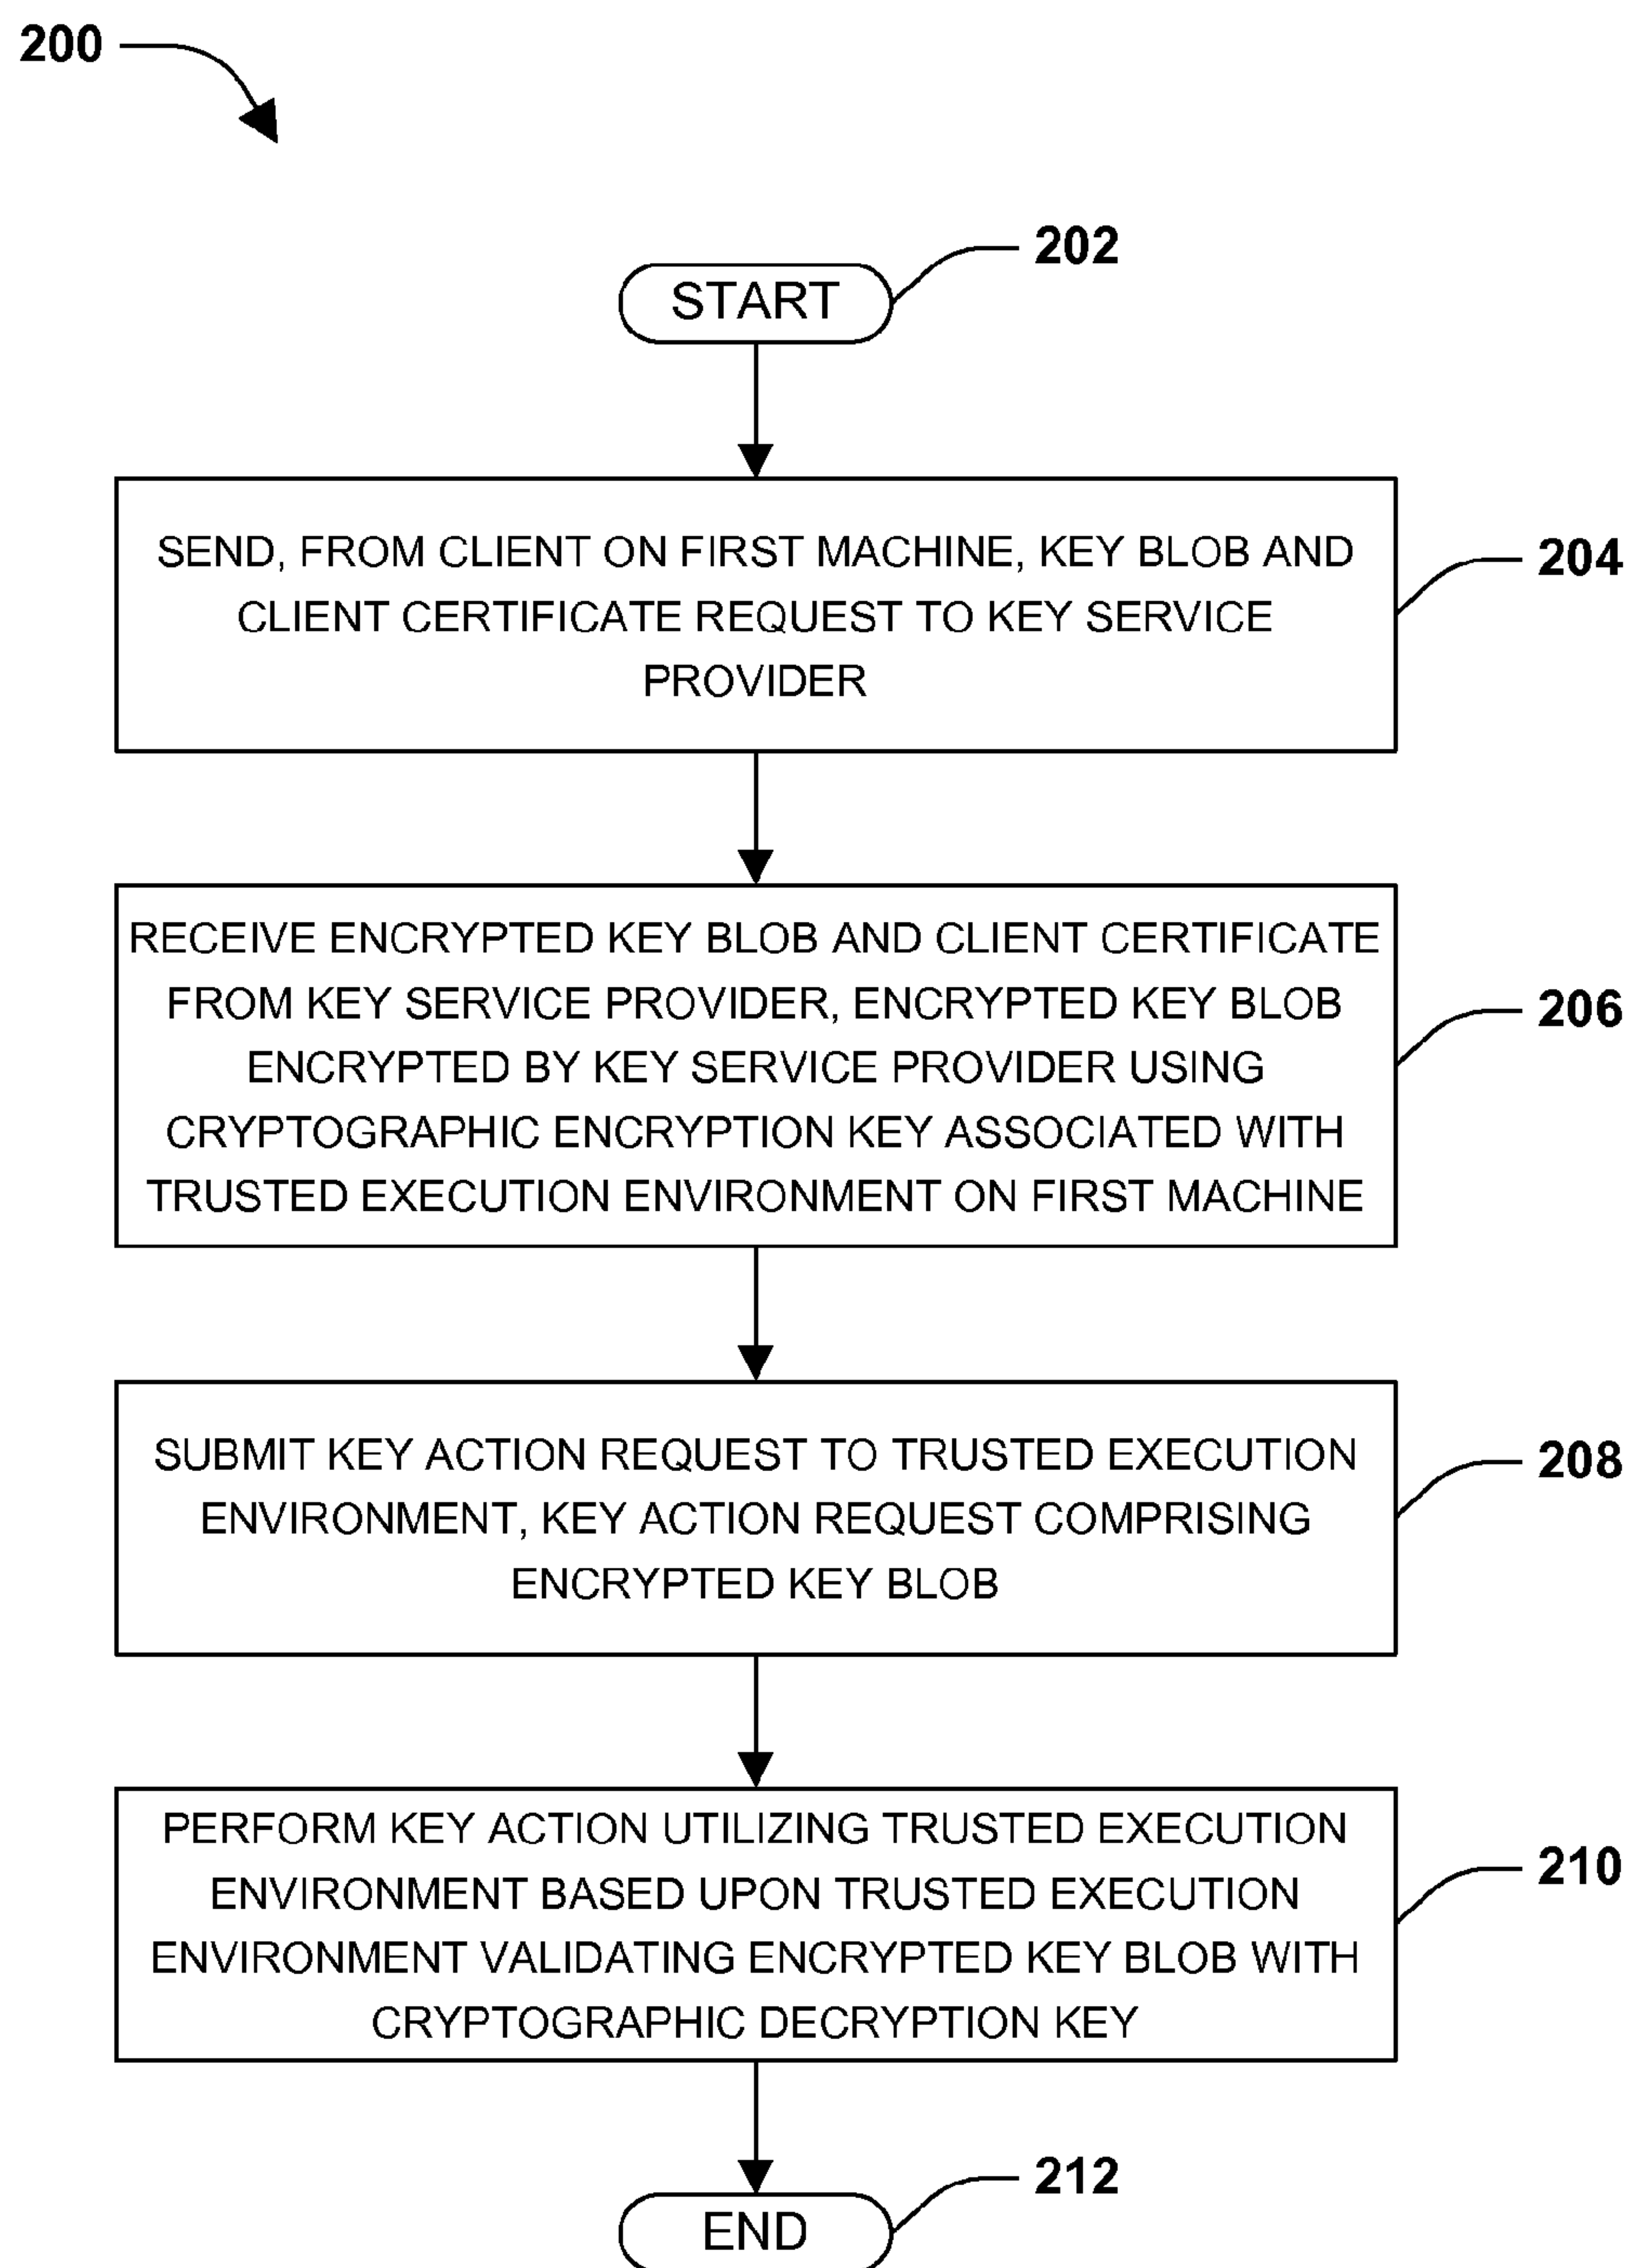 200
202
START
SEND, FROM CLIENT ON FIRST MACHINE, KEY BLOB AND
CLIENT CERTIFICATE REQUEST TO KEY SERVICE
PROVIDER
204
RECEIVE ENCRYPTED KEY BLOB AND CLIENT CERTIFICATE
FROM KEY SERVICE PROVIDER, ENCRYPTED KEY BLOB
ENCRYPTED BY KEY SERVICE PROVIDER USING
CRYPTOGRAPHIC ENCRYPTION KEY ASSOCIATED WITH
TRUSTED EXECUTION ENVIRONMENT ON FIRST MACHINE
206
SUBMIT KEY ACTION REQUEST TO TRUSTED EXECUTION
ENVIRONMENT, KEY ACTION REQUEST COMPRISING
ENCRYPTED KEY BLOB
208
PERFORM KEY ACTION UTILIZING TRUSTED EXECUTION
ENVIRONMENT BASED UPON TRUSTED EXECUTION
ENVIRONMENT VALIDATING ENCRYPTED KEY BLOB WITH
CRYPTOGRAPHIC DECRYPTION KEY
210
212
END